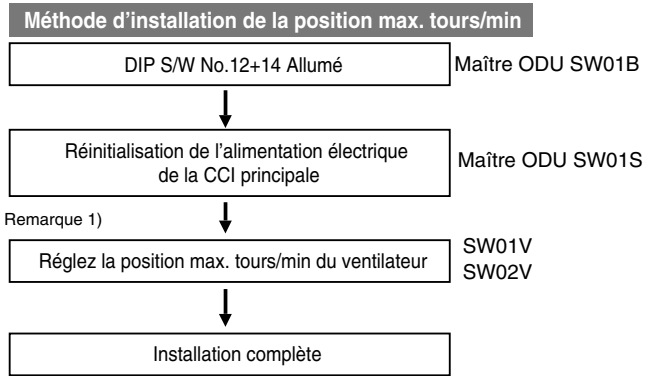 Méthode d'installation de la position max. tours/min
DIP S/W No.12+14 Allumé
Maître ODU SW01B
Réinitialisation de l'alimentation électrique
de la CCI principale
Maître ODU SW01S
Remarque 1)
Réglez la position max. tours/min du ventilateur
SW01V
SW02V
Installation complète